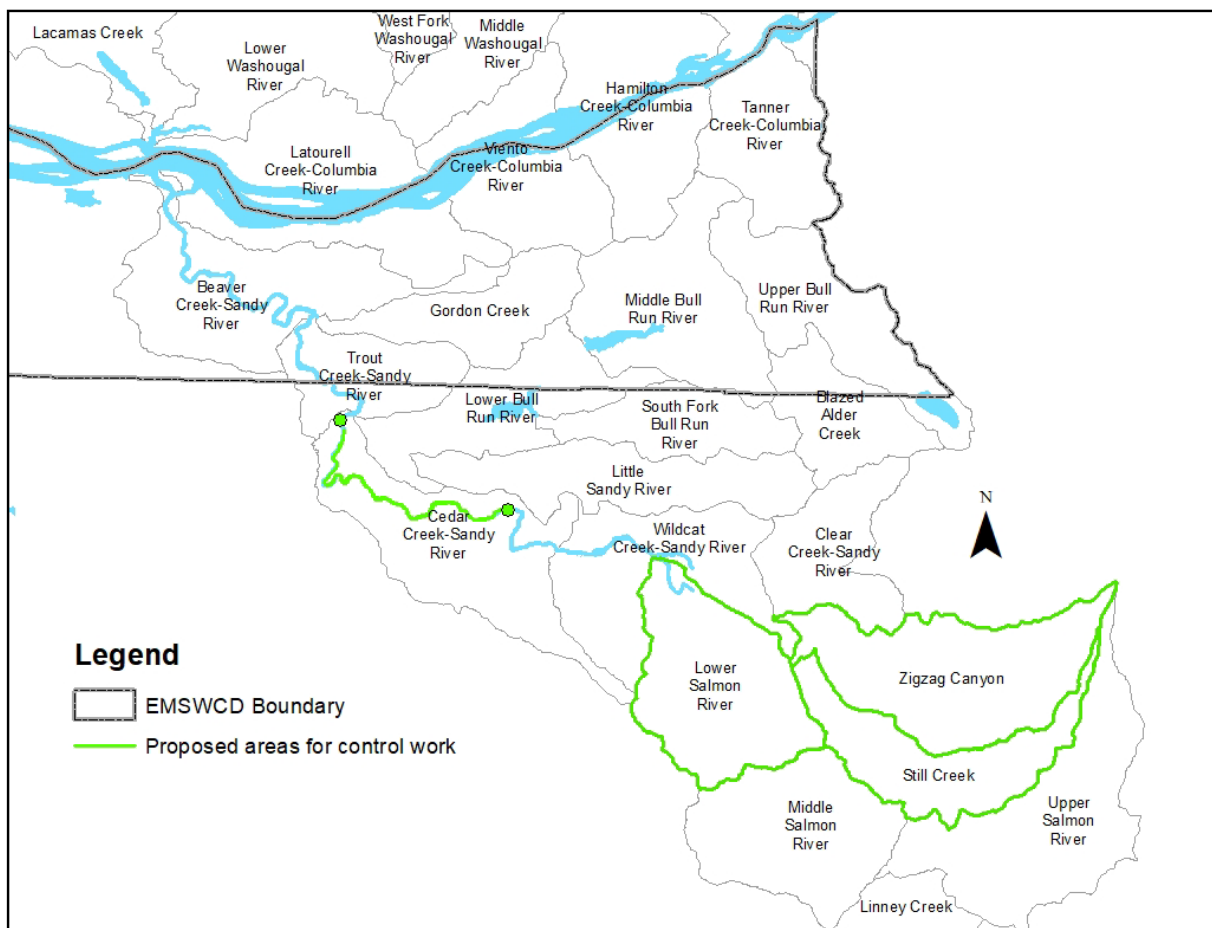 Lacamas Creek
Lower
Washougal
River
West Fork
Washougal
River
Middle
Washougal
River
Hamilton
Creek-Columbia
River
Tanner
Creek-Columbia
River
Latourell
Creek-Columbia
River
Viento
Creek-Columbia
River
Beaver
Creek-Sandy
River
Gordon Creek
Middle Bull
Run River
Upper Bull
Run River
Trout
Creek-Sandy
River
Lower Bull
Run River
South Fork
Bull Run
River
Blazed
Alder
Creek
Little
Sandy River
Cedar
Creek-Sandy
River
Wildcat
Creek-Sandy River
Clear
Creek-Sandy
River
N
Legend
EMSWCD Boundary
Proposed areas for control work
Lower
Salmon
River
Zigzag Canyon
Still Creek
Middle
Salmon
River
Upper
Salmon
River
Linney Creek